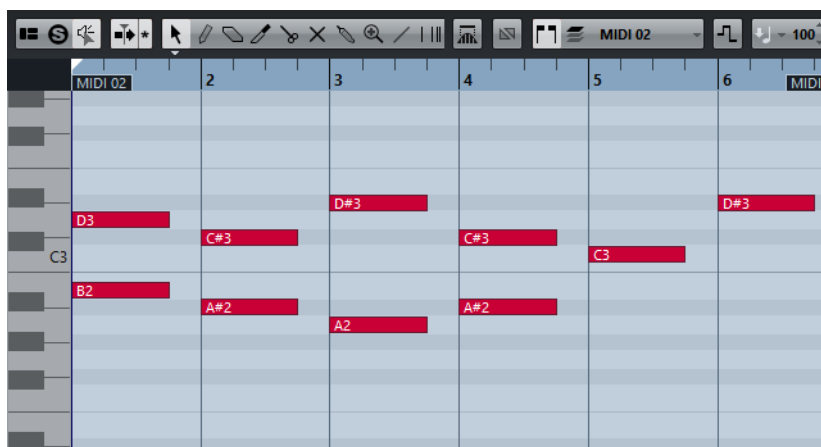 MIDI 02 100
2 3 4 5 6
MIDI 02 MIDI
D#3 D#3
D3
C#3 C#3
C3 C3
B2
A#2 A#2
A2